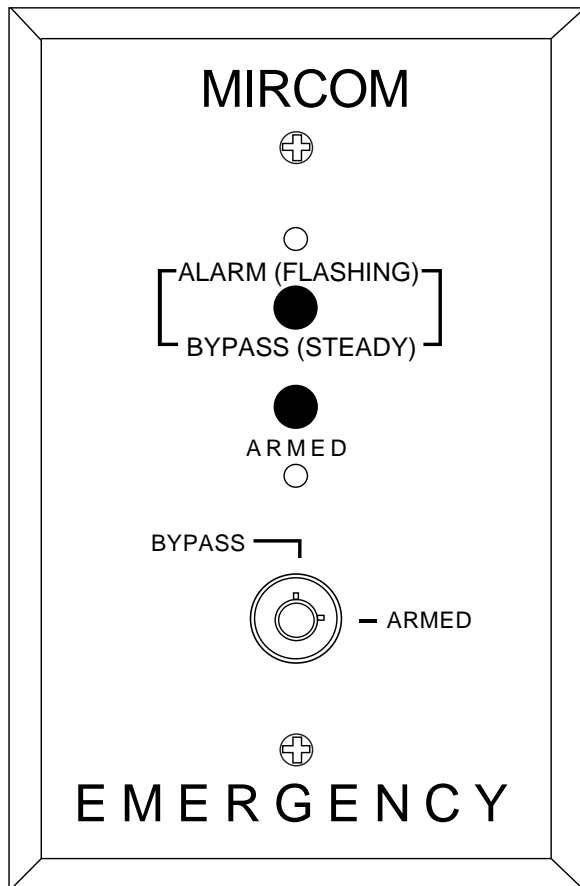 MIRCOM
ALARM (FLASHING)
BYPASS (STEADY)
ARMED
BYPASS
ARMED
EMERGENCY